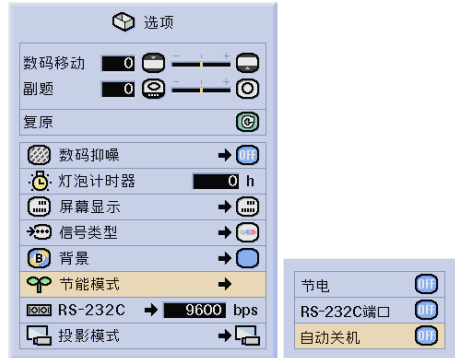 选项
数码移动 0 - +
副题 0 - +
复原
数码抑噪 OFF
灯泡计时器 0 h
屏幕显示
信号类型
B 背景
节能模式
RS-232C 9600 bps
投影模式
节电 OFF
RS-232C端口 OFF
自动关机 OFF